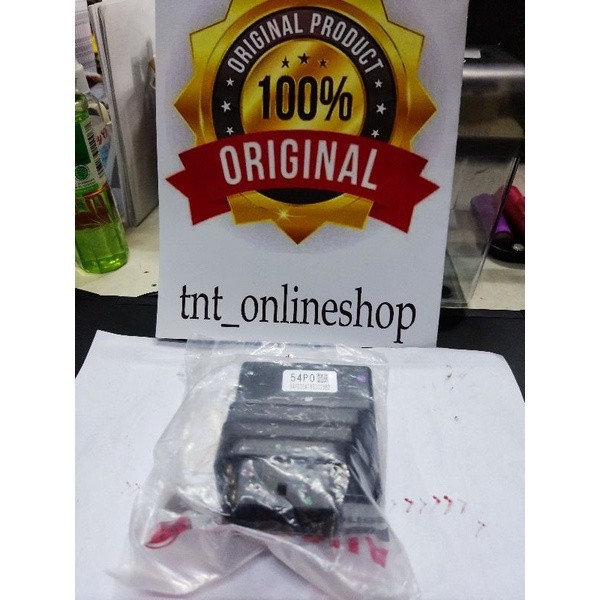 ORIGINAL PRODUCT
100%
ORIGINAL
tnt_onlineshop
54P0